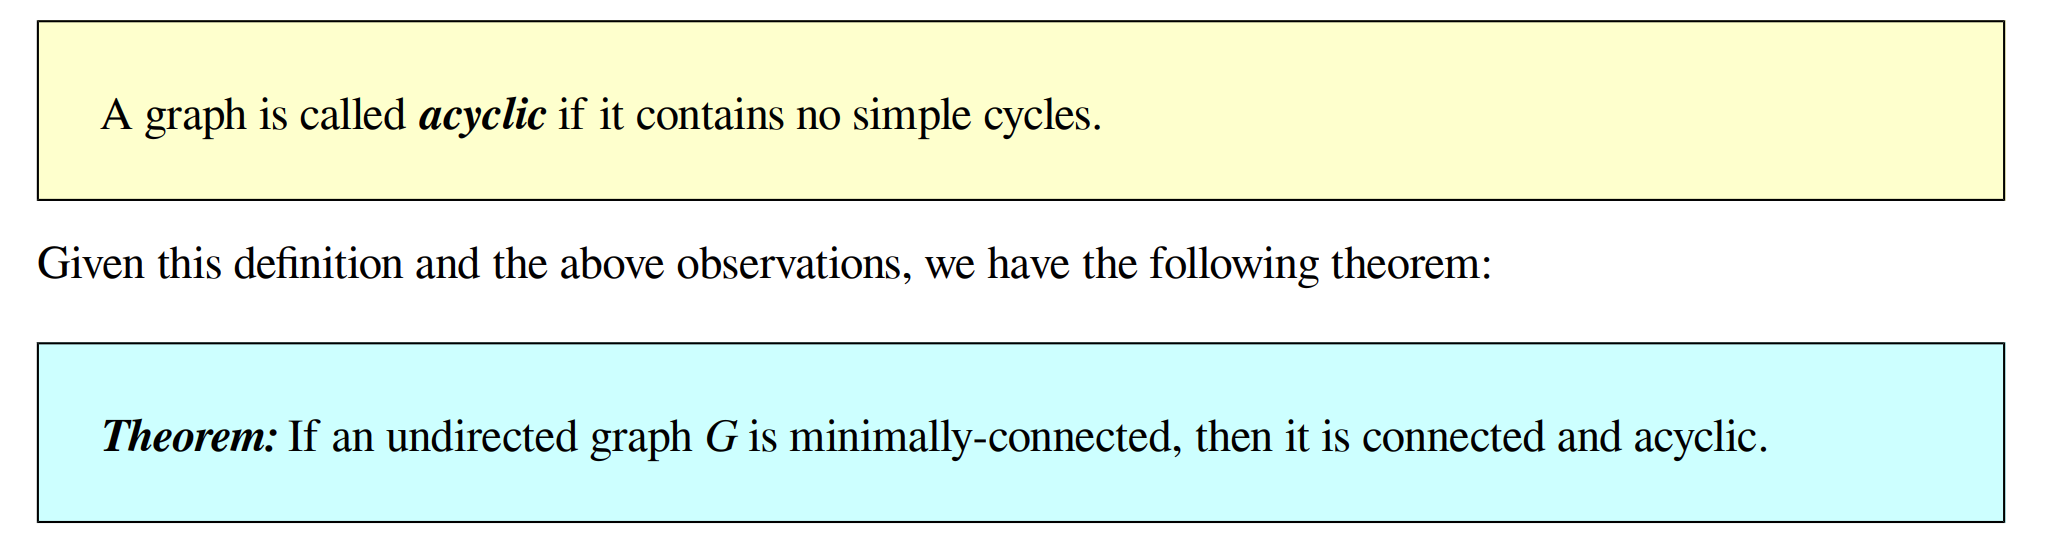 A graph is called acyclic if it contains no simple cycles.
Given this definition and the above observations, we have the following theorem:
Theorem: If an undirected graph G is minimally-connected, then it is connected and acyclic.